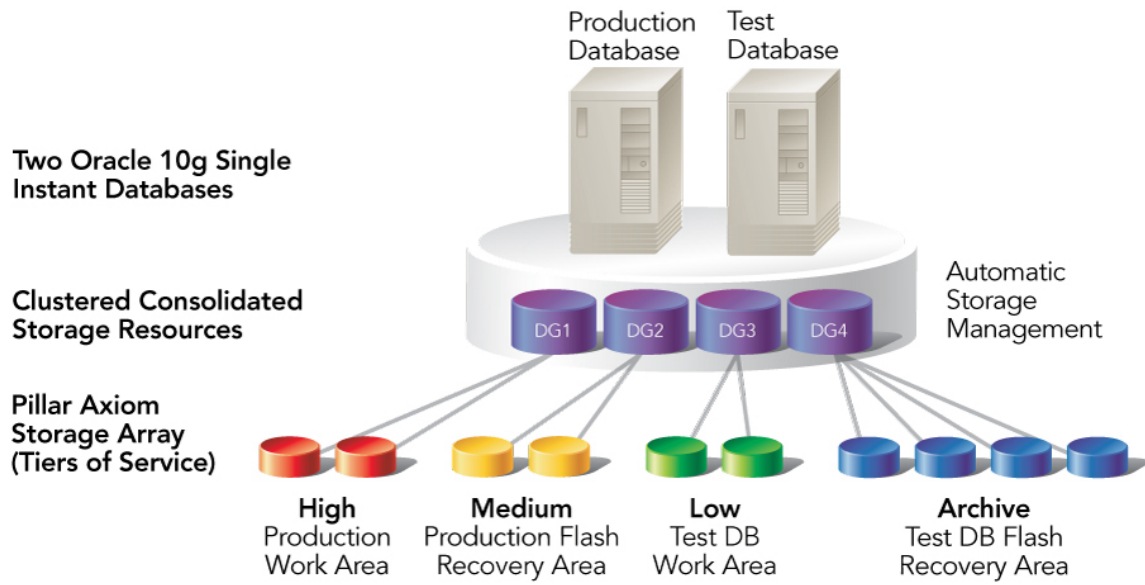 Production
Database
Test
Database
Two Oracle 10g Single
Instant Databases
Clustered Consolidated
Storage Resources
DG1
DG2
DG3
DG4
Automatic
Storage
Management
Pillar Axiom
Storage Array
(Tiers of Service)
High
Production
Work Area
Medium
Production Flash
Recovery Area
Low
Test DB
Work Area
Archive
Test DB Flash
Recovery Area